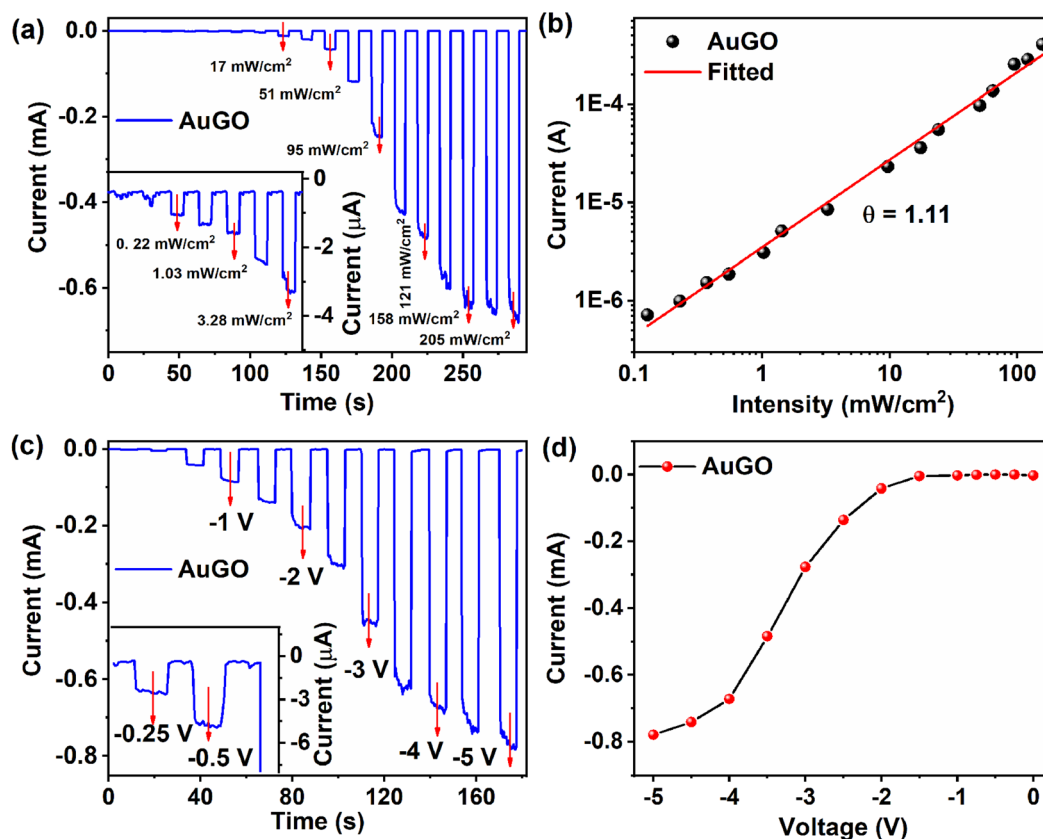 (a)
0.0
-0.2
-0.4
-0.6
Current (mA)
AuGO
17 mW/cm²
51 mW/cm²
95 mW/cm²
121 mW/cm²
158 mW/cm²
205 mW/cm²
0. 22 mW/cm²
1.03 mW/cm²
3.28 mW/cm²
0
-2
-4
Current (μA)
0 50 100 150 200 250
Time (s)
(b)
AuGO
Fitted
1E-4
1E-5
1E-6
Current (A)
θ = 1.11
0.1 1 10 100
Intensity (mW/cm²)
(c)
0.0
-0.2
-0.4
-0.6
-0.8
Current (mA)
AuGO
-1 V
-2 V
-3 V
-4 V
-5 V
-0.25 V
-0.5 V
0
-3
-6
Current (μA)
0 40 80 120 160
Time (s)
(d)
AuGO
0.0
-0.2
-0.4
-0.6
-0.8
Current (mA)
-5 -4 -3 -2 -1 0
Voltage (V)